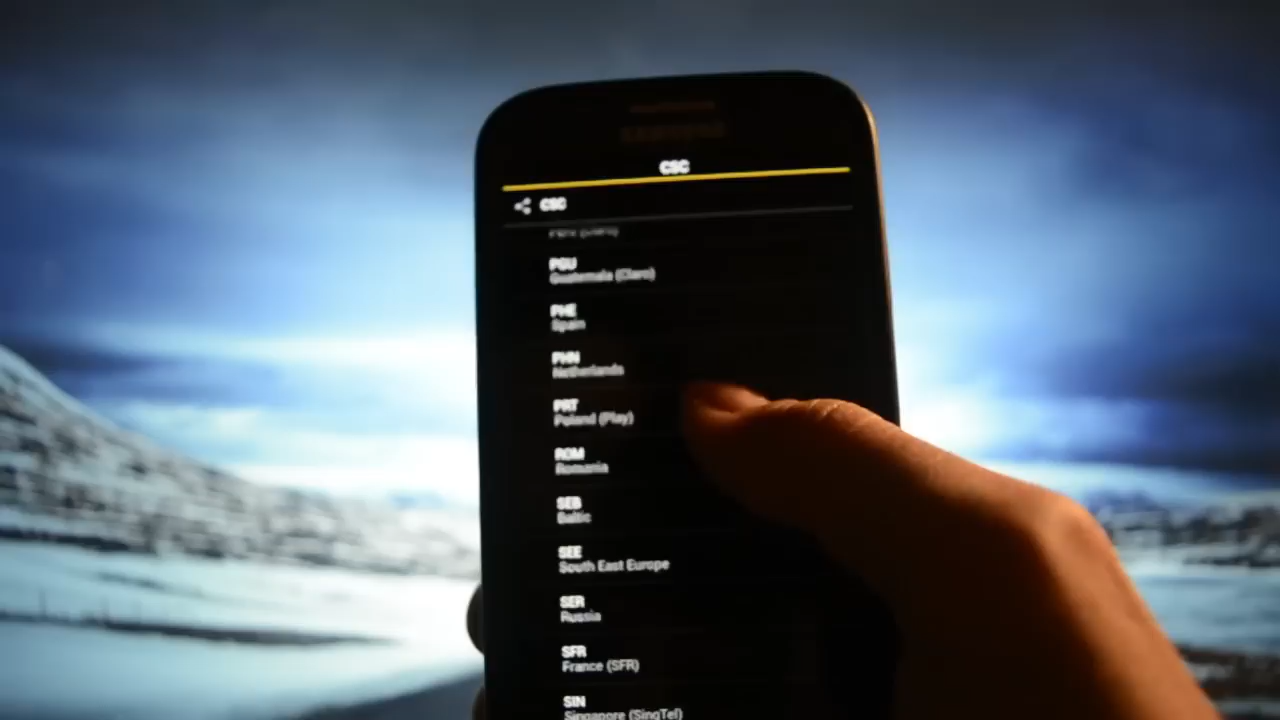 SAMSUNG
CSC
CSC
PGU
Guatemala (Claro)
PHE
Spain
PHN
Netherlands
PRT
Poland (Play)
ROM
Romania
SEB
Baltic
SEE
South East Europe
SER
Russia
SFR
France (SFR)
SIN
Singapore (SingTel)